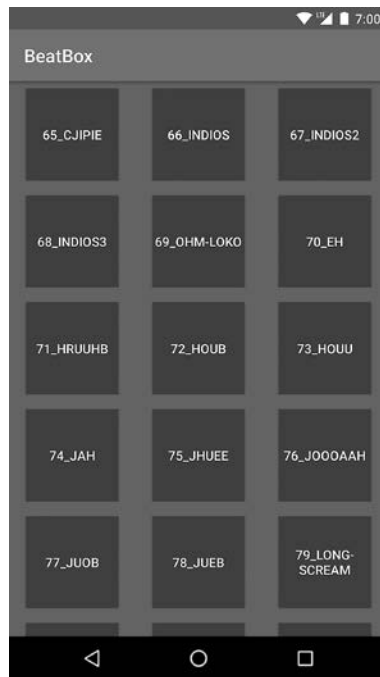 LTE 7:00
BeatBox
65_CJIPIE 66_INDIOS 67_INDIOS2
68_INDIOS3 69_OHM-LOKO 70_EH
71_HRUUHB 72_HOUB 73_HOUU
74_JAH 75_JHUEE 76_JOOOAAH
77_JUOB 78_JUEB 79_LONG-
SCREAM